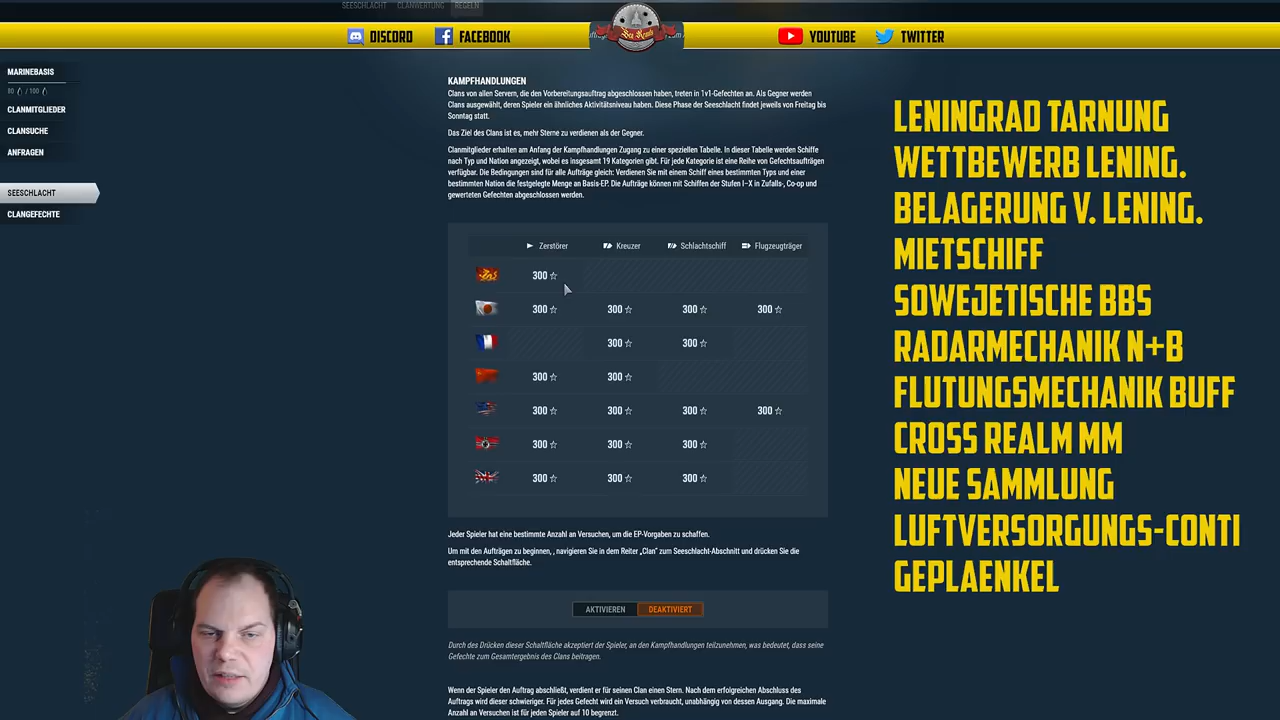 SEESCHLACHT CLANWERTUNG REGELN
DISCORD FACEBOOK YOUTUBE TWITTER
MARINEBASIS
80 / 100
CLANMITGLIEDER
CLANSUCHE
ANFRAGEN
SEESCHLACHT
CLANGEFECHTE
KAMPFHANDLUNGEN
Clans von allen Servern, die den Vorbereitungsauftrag abgeschlossen haben, treten in 1v1-Gefechten an. Als Gegner werden
Clans ausgewählt, deren Spieler ein ähnliches Aktivitätsniveau haben. Diese Phase der Seeschlacht findet jeweils von Freitag bis
Sonntag statt.
Das Ziel des Clans ist es, mehr Sterne zu verdienen als der Gegner.
Clanmitglieder erhalten am Anfang der Kampfhandlungen Zugang zu einer speziellen Tabelle. In dieser Tabelle werden Schiffe
nach Typ und Nation angezeigt, wobei es insgesamt 19 Kategorien gibt. Für jede Kategorie ist eine Reihe von Gefechtsaufträgen
verfügbar. Die Bedingungen sind für alle Aufträge gleich: Verdienen Sie mit einem Schiff eines bestimmten Typs und einer
bestimmten Nation die festgelegte Menge an Basis-EP. Die Aufträge können mit Schiffen der Stufen I–X in Zufalls-, Co-op und
gewerteten Gefechten abgeschlossen werden.
Zerstörer Kreuzer Schlachtschiff Flugzeugträger
300
300 300 300 300
300 300
300 300
300 300 300 300
300 300 300
300 300 300
Jeder Spieler hat eine bestimmte Anzahl an Versuchen, um die EP-Vorgaben zu schaffen.
Um mit den Aufträgen zu beginnen, , navigieren Sie in dem Reiter „Clan" zum Seeschlacht-Abschnitt und drücken Sie die
entsprechende Schaltfläche.
AKTIVIEREN DEAKTIVIERT
Durch des Drücken dieser Schaltfläche akzeptiert der Spieler, an den Kampfhandlungen teilzunehmen, was bedeutet, dass seine
Gefechte zum Gesamtergebnis des Clans beitragen.
Wenn der Spieler den Auftrag abschließt, verdient er für seinen Clan einen Stern. Nach dem erfolgreichen Abschluss des
Auftrags wird dieser schwieriger. Für jedes Gefecht wird ein Versuch verbraucht, unabhängig von dessen Ausgang. Die maximale
Anzahl an Versuchen ist für jeden Spieler auf 10 begrenzt.
LENINGRAD TARNUNG
WETTBEWERB LENING.
BELAGERUNG V. LENING.
MIETSCHIFF
SOWEJETISCHE BBS
RADARMECHANIK N+B
FLUTUNGSMECHANIK BUFF
CROSS REALM MM
NEUE SAMMLUNG
LUFTVERSORGUNGS-CONTI
GEPLAENKEL